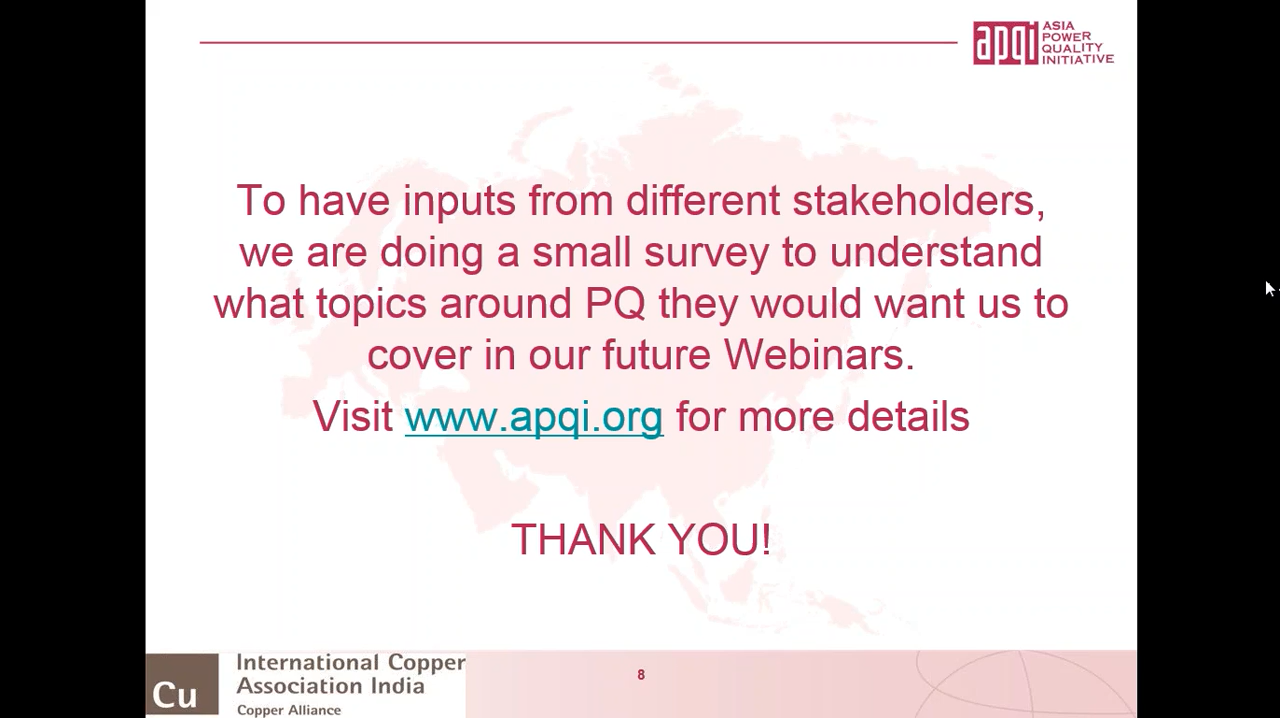 apqi
ASIA
POWER
QUALITY
INITIATIVE
To have inputs from different stakeholders,
we are doing a small survey to understand
what topics around PQ they would want us to
cover in our future Webinars.
Visit www.apqi.org for more details
THANK YOU!
Cu
International Copper
Association India
Copper Alliance
8